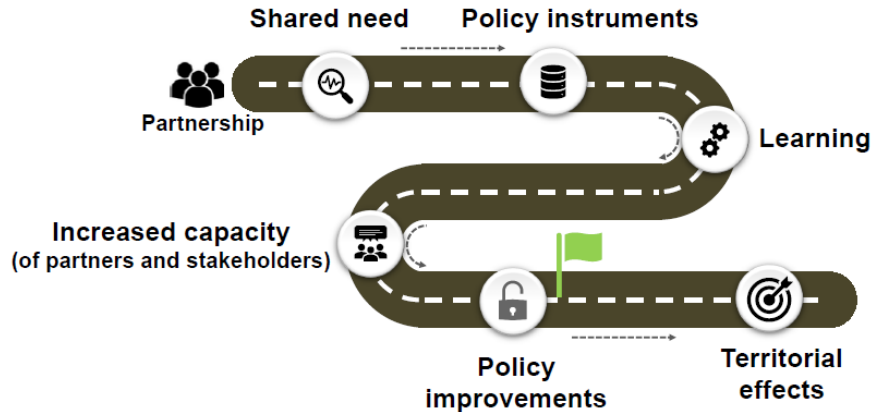 Shared need
Policy instruments
Partnership
Learning
Increased capacity
(of partners and stakeholders)
Policy
improvements
Territorial
effects